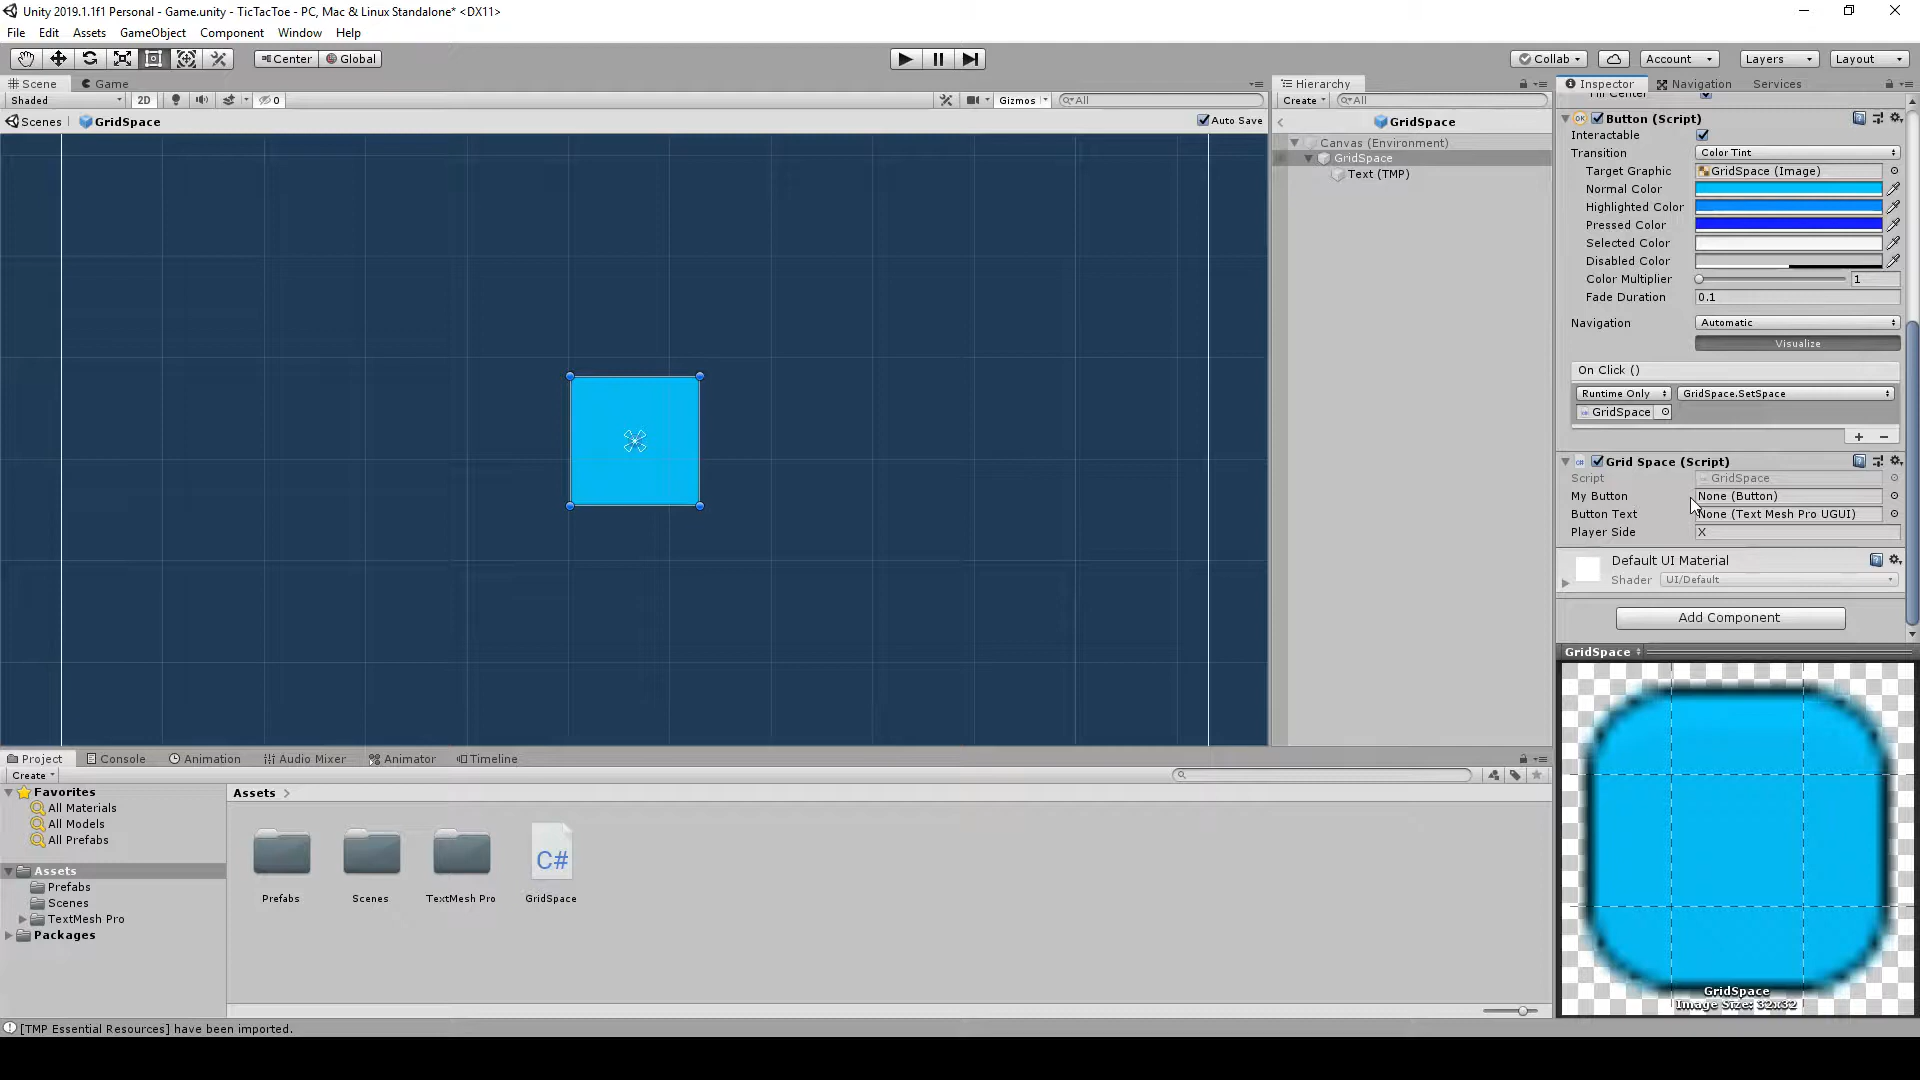 Unity 2019.1.1f1 Personal - Game.unity - TicTacToe - PC, Mac & Linux Standalone* <DX11>
File Edit Assets GameObject Component Window Help
Center Global Collab Account Layers Layout
Scene Game Hierarchy Inspector Navigation Services
Shaded 2D 0 Gizmos All Create All
Scenes GridSpace Auto Save GridSpace
Canvas (Environment)
GridSpace
Text (TMP)
Button (Script)
Interactable
Transition Color Tint
Target Graphic GridSpace (Image)
Normal Color
Highlighted Color
Pressed Color
Selected Color
Disabled Color
Color Multiplier 1
Fade Duration 0.1
Navigation Automatic
Visualize
On Click ()
Runtime Only GridSpace.SetSpace
GridSpace
Grid Space (Script)
Script GridSpace
My Button None (Button)
Button Text None (Text Mesh Pro UGUI)
Player Side X
Default UI Material
Shader UI/Default
Add Component
GridSpace
GridSpace
Image Size: 32x32
Project Console Animation Audio Mixer Animator Timeline
Create
Favorites
All Materials
All Models
All Prefabs
Assets
Prefabs
Scenes
TextMesh Pro
Packages
Assets
C#
Prefabs Scenes TextMesh Pro GridSpace
[TMP Essential Resources] have been imported.